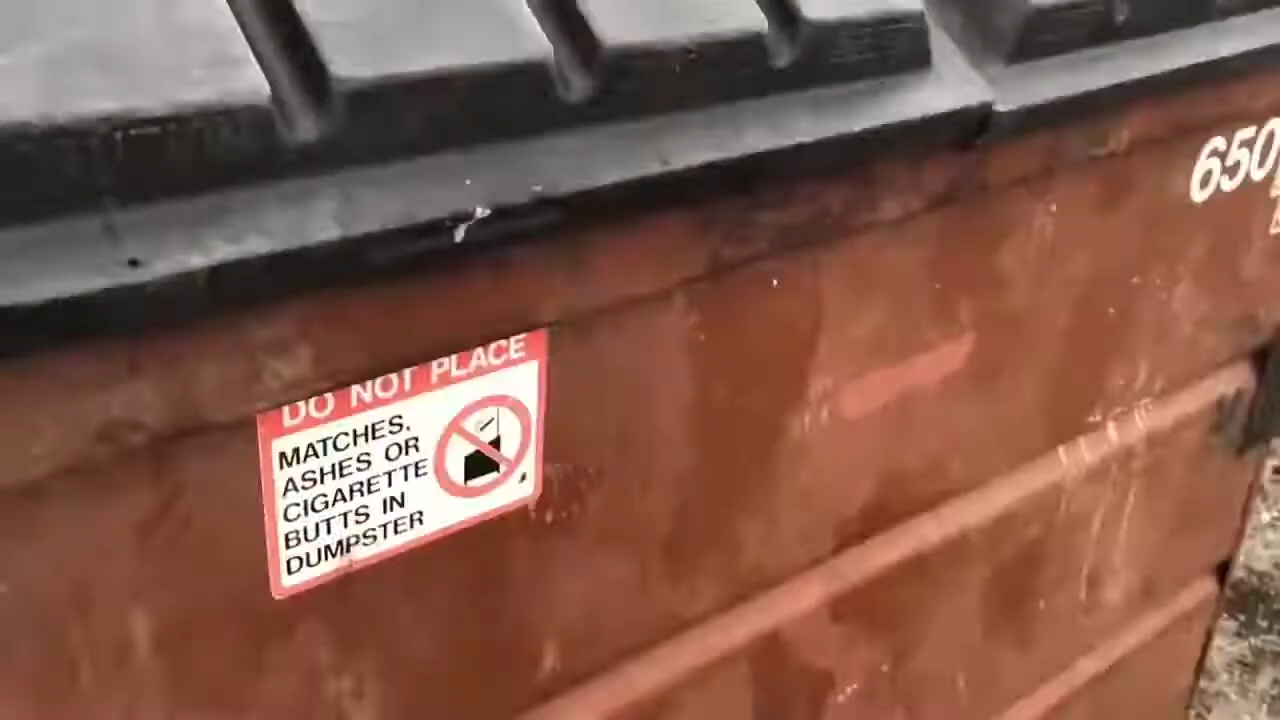 DO NOT PLACE
MATCHES,
ASHES OR
CIGARETTE
BUTTS IN
DUMPSTER
650